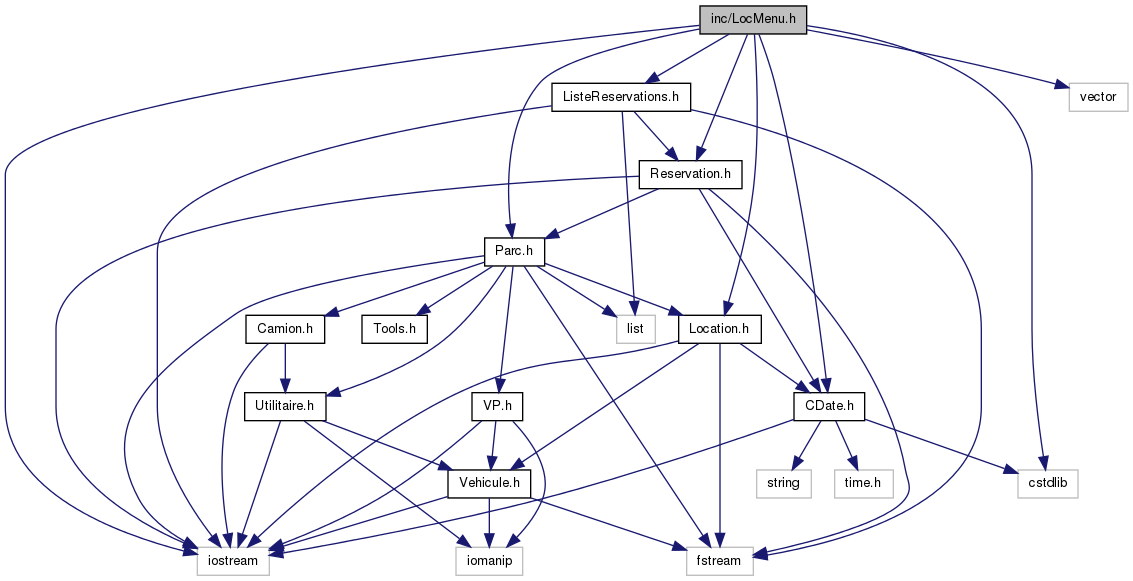 inc/LocMenu.h
ListeReservations.h
vector
Reservation.h
Parc.h
Camion.h
Tools.h
list
Location.h
Utilitaire.h
VP.h
CDate.h
Vehicule.h
string
time.h
cstdlib
iostream
iomanip
fstream